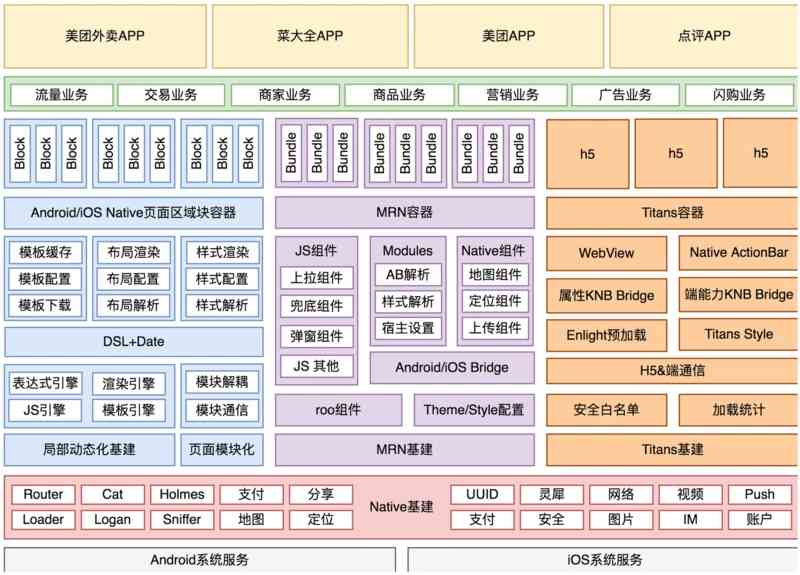 美团外卖APP 菜大全APP 美团APP 点评APP
流量业务 交易业务 商家业务 商品业务 营销业务 广告业务 闪购业务
Block Block Block Block Block Block Block Block Block Bundle Bundle Bundle Bundle Bundle Bundle Bundle Bundle Bundle h5 h5 h5
Android/iOS Native页面区域块容器 MRN容器 Titans容器
模板缓存 布局渲染 样式渲染
模板配置 布局配置 样式配置
模板下载 布局解析 样式解析
DSL+Date
表达式引擎 渲染引擎 模块解耦
JS引擎 模板引擎 模块通信
局部动态化基建 页面模块化
JS组件 Modules Native组件
上拉组件 AB解析 地图组件
兜底组件 样式解析 定位组件
弹窗组件 宿主设置 上传组件
JS 其他 Android/iOS Bridge
roo组件 Theme/Style配置
MRN基建
WebView Native ActionBar
属性KNB Bridge 端能力KNB Bridge
Enlight预加载 Titans Style
H5&端通信
安全白名单 加载统计
Titans基建
Router Cat Holmes 支付 分享 Native基建 UUID 灵犀 网络 视频 Push
Loader Logan Sniffer 地图 定位 支付 安全 图片 IM 账户
Android系统服务 iOS系统服务